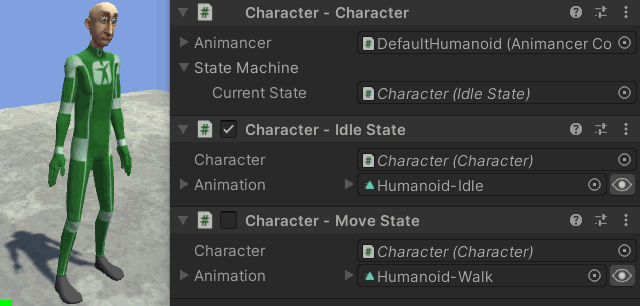 Character - Character
Animancer DefaultHumanoid (Animancer Co
State Machine
Current State Character (Idle State)
Character - Idle State
Character Character (Character)
Animation Humanoid-Idle
Character - Move State
Character Character (Character)
Animation Humanoid-Walk